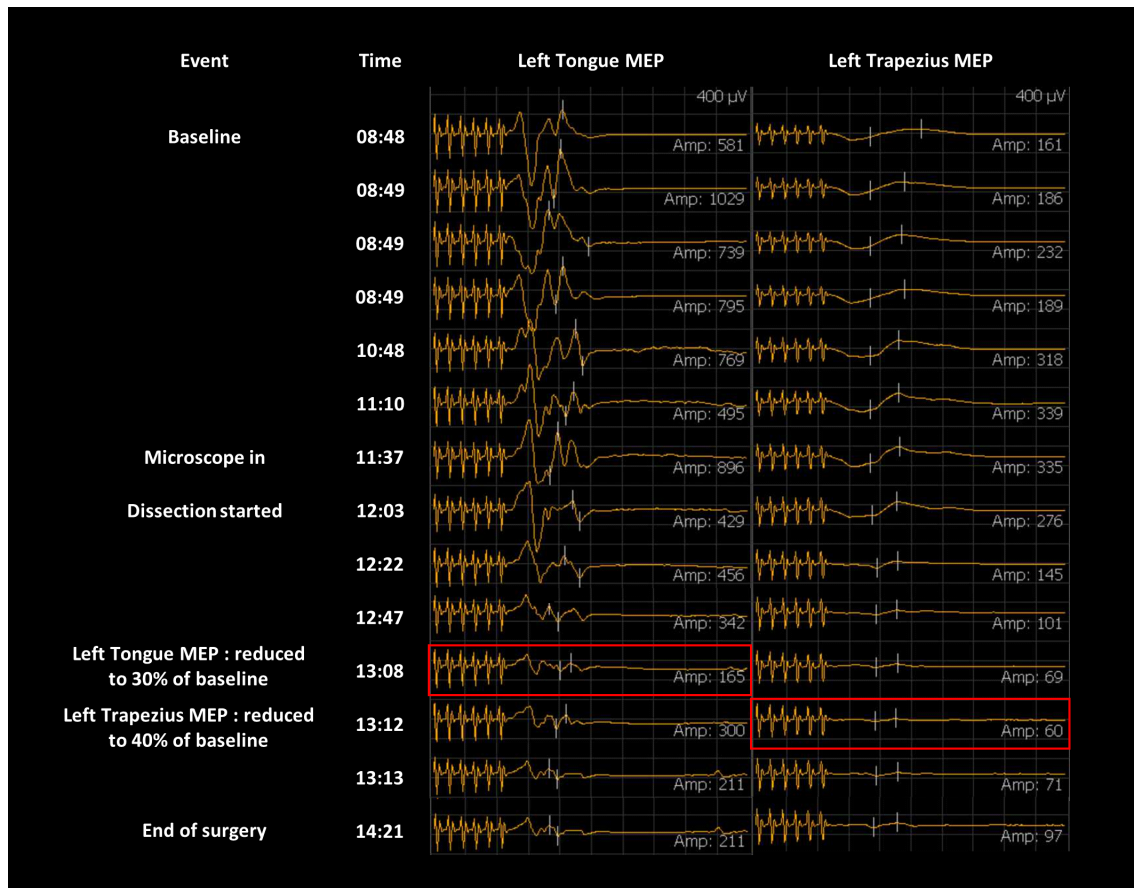 Event Time Left Tongue MEP Left Trapezius MEP
400 µV 400 µV
Baseline 08:48 Amp: 581 Amp: 161
08:49 Amp: 1029 Amp: 186
08:49 Amp: 739 Amp: 232
08:49 Amp: 795 Amp: 189
10:48 Amp: 769 Amp: 318
11:10 Amp: 495 Amp: 339
Microscope in 11:37 Amp: 896 Amp: 335
Dissection started 12:03 Amp: 429 Amp: 276
12:22 Amp: 456 Amp: 145
12:47 Amp: 342 Amp: 101
Left Tongue MEP : reduced
to 30% of baseline 13:08 Amp: 165 Amp: 69
Left Trapezius MEP : reduced
to 40% of baseline 13:12 Amp: 300 Amp: 60
13:13 Amp: 211 Amp: 71
End of surgery 14:21 Amp: 211 Amp: 97